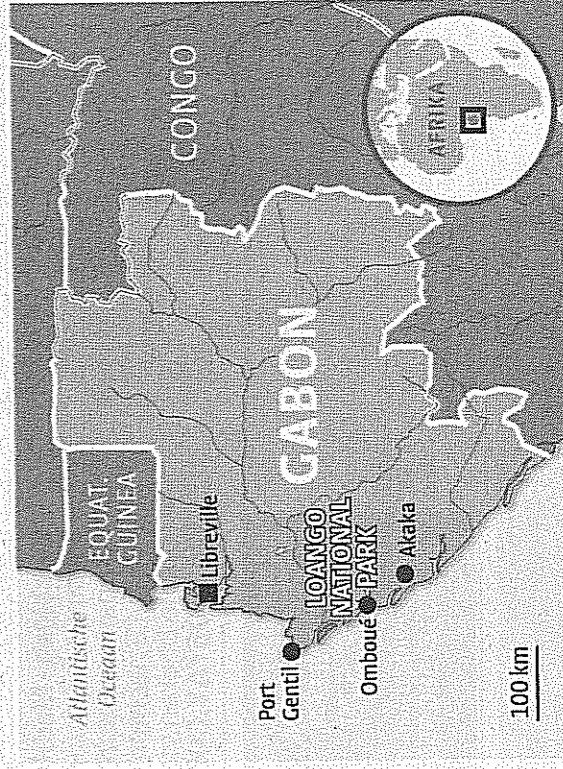 Atlantische
Oceaan
EQUAT.
GUINEA
CONGO
Libreville
GABON
LOANGO
NATIONAL
PARK
Port
Gentil
Omboué
Akaka
100 km
AFRIKA